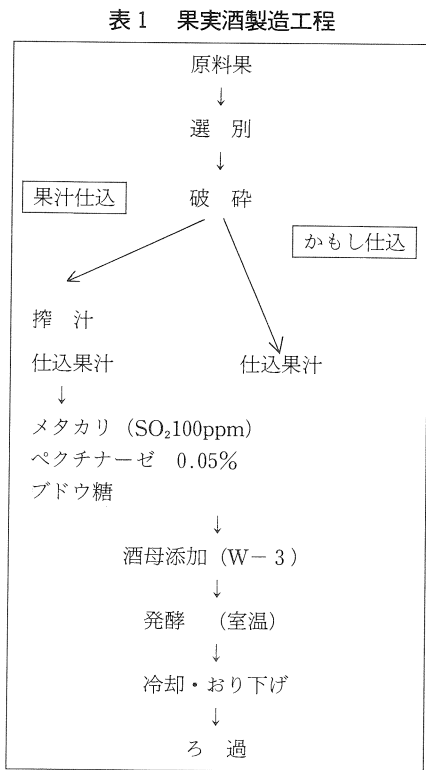 表1 果実酒製造工程
原料果
↓
選 別
↓
果汁仕込
破 砕
かもし仕込
搾 汁
仕込果汁
仕込果汁
↓
メタカリ (SO₂100ppm)
ペクチナーゼ 0.05%
ブドウ糖
↓
酒母添加 (W-3)
↓
発酵 (室温)
↓
冷却・おり下げ
↓
ろ 過